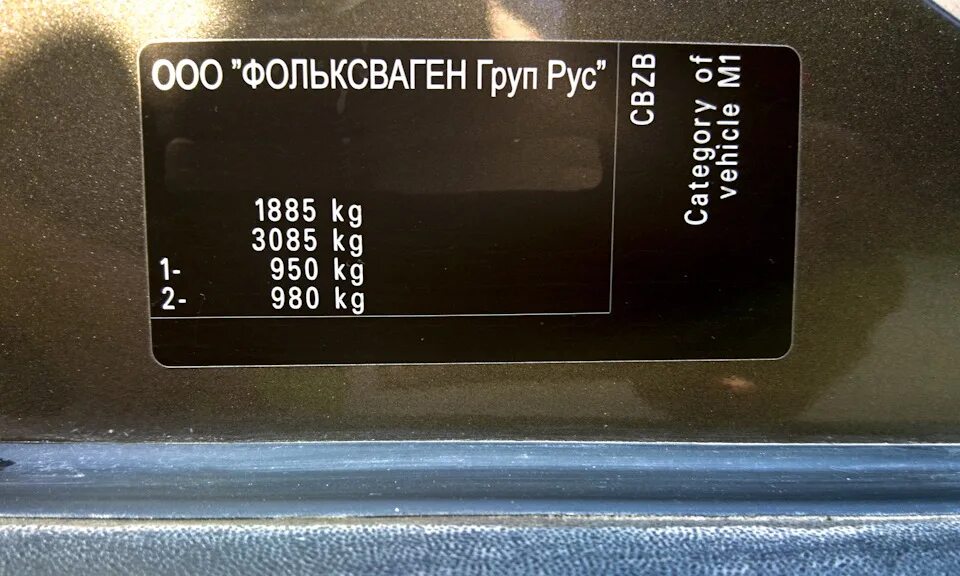 ООО "ФОЛЬКСВАГЕН Груп Рус"
1885 kg
3085 kg
1- 950 kg
2- 980 kg
CBZB
Category of
vehicle M1